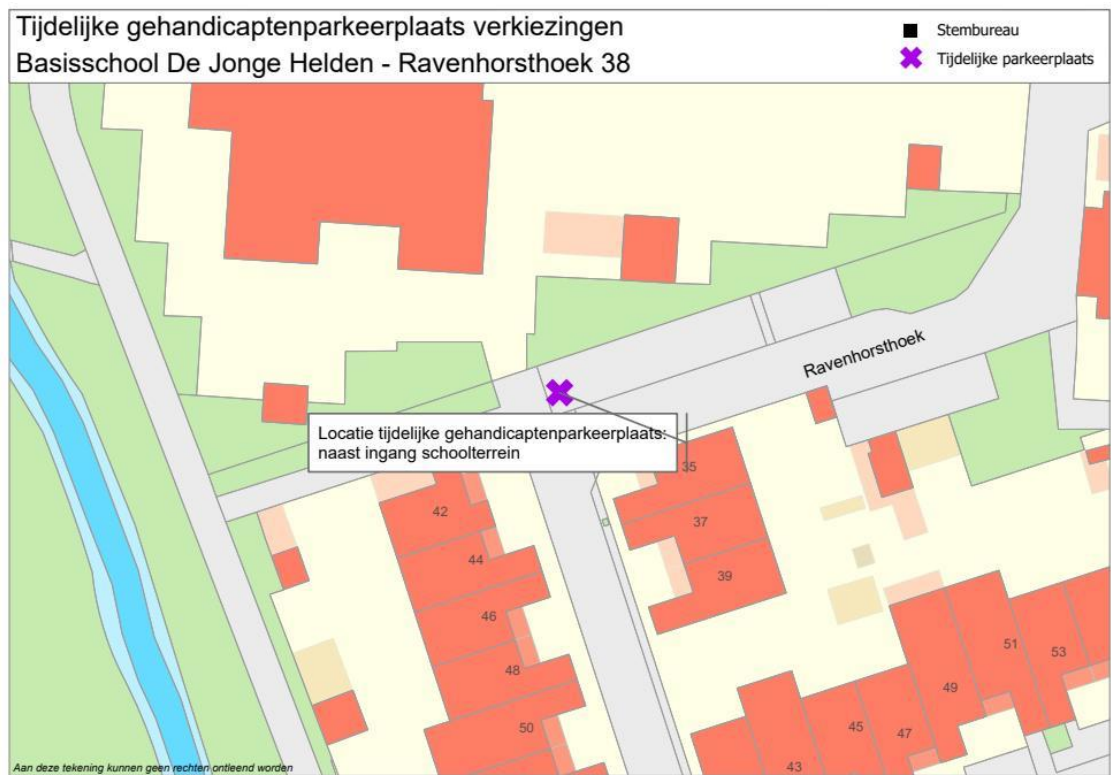 Tijdelijke gehandicaptenparkeerplaats verkiezingen
Basisschool De Jonge Helden - Ravenhorsthoek 38
Stembureau
Tijdelijke parkeerplaats
Ravenhorsthoek
Locatie tijdelijke gehandicaptenparkeerplaats:
naast ingang schoolterrein
35
42
37
44
39
46
48
50
51
53
49
45
47
43
Aan deze tekening kunnen geen rechten ontleend worden